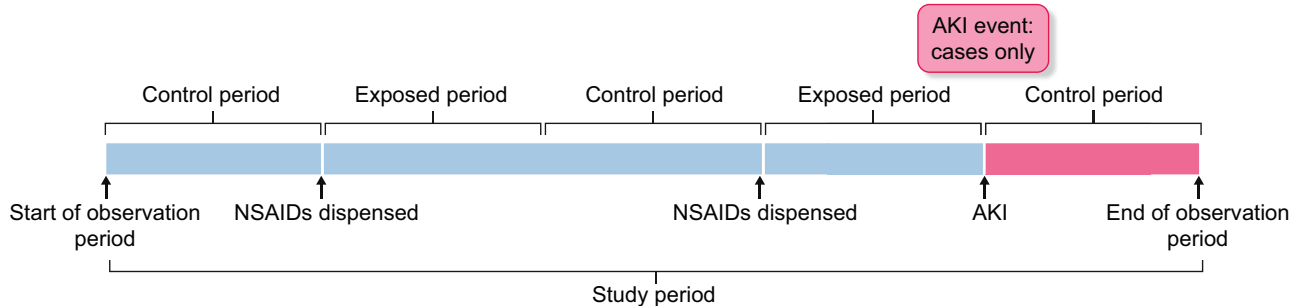 AKI event:
cases only
Control period
Exposed period
Control period
Exposed period
Control period
Start of observation
period
NSAIDs dispensed
NSAIDs dispensed
AKI
End of observation
period
Study period